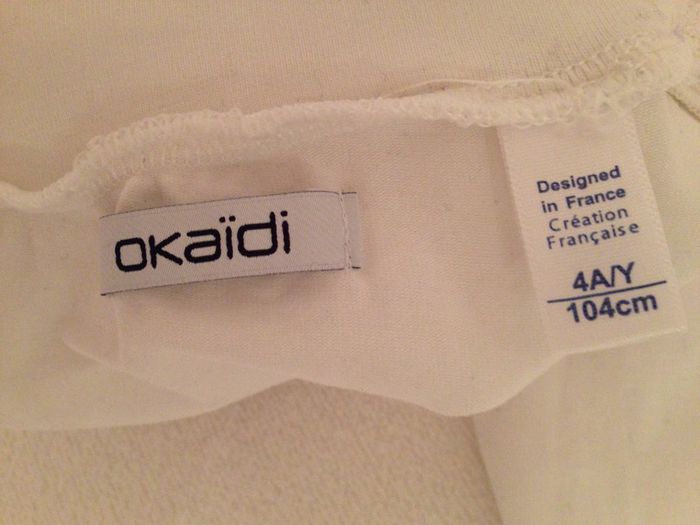 okaïdi
Designed
in France
Création
Française
4A/Y
104cm